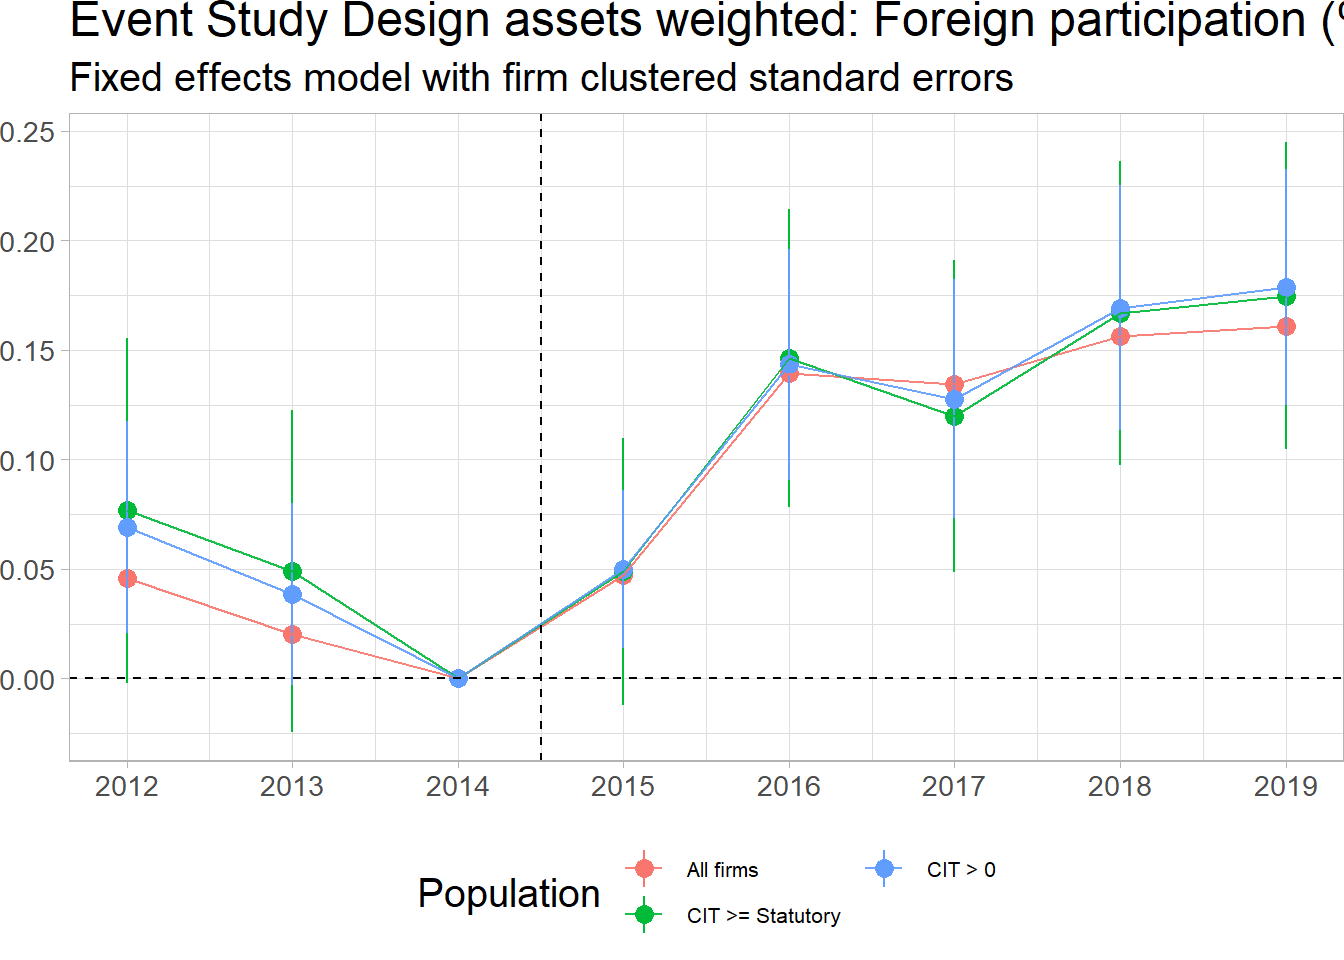 Event Study Design assets weighted: Foreign participation (%
Fixed effects model with firm clustered standard errors
0.25
0.20
0.15
0.10
0.05
0.00
2012 2013 2014 2015 2016 2017 2018 2019
Population
All firms
CIT > 0
CIT >= Statutory